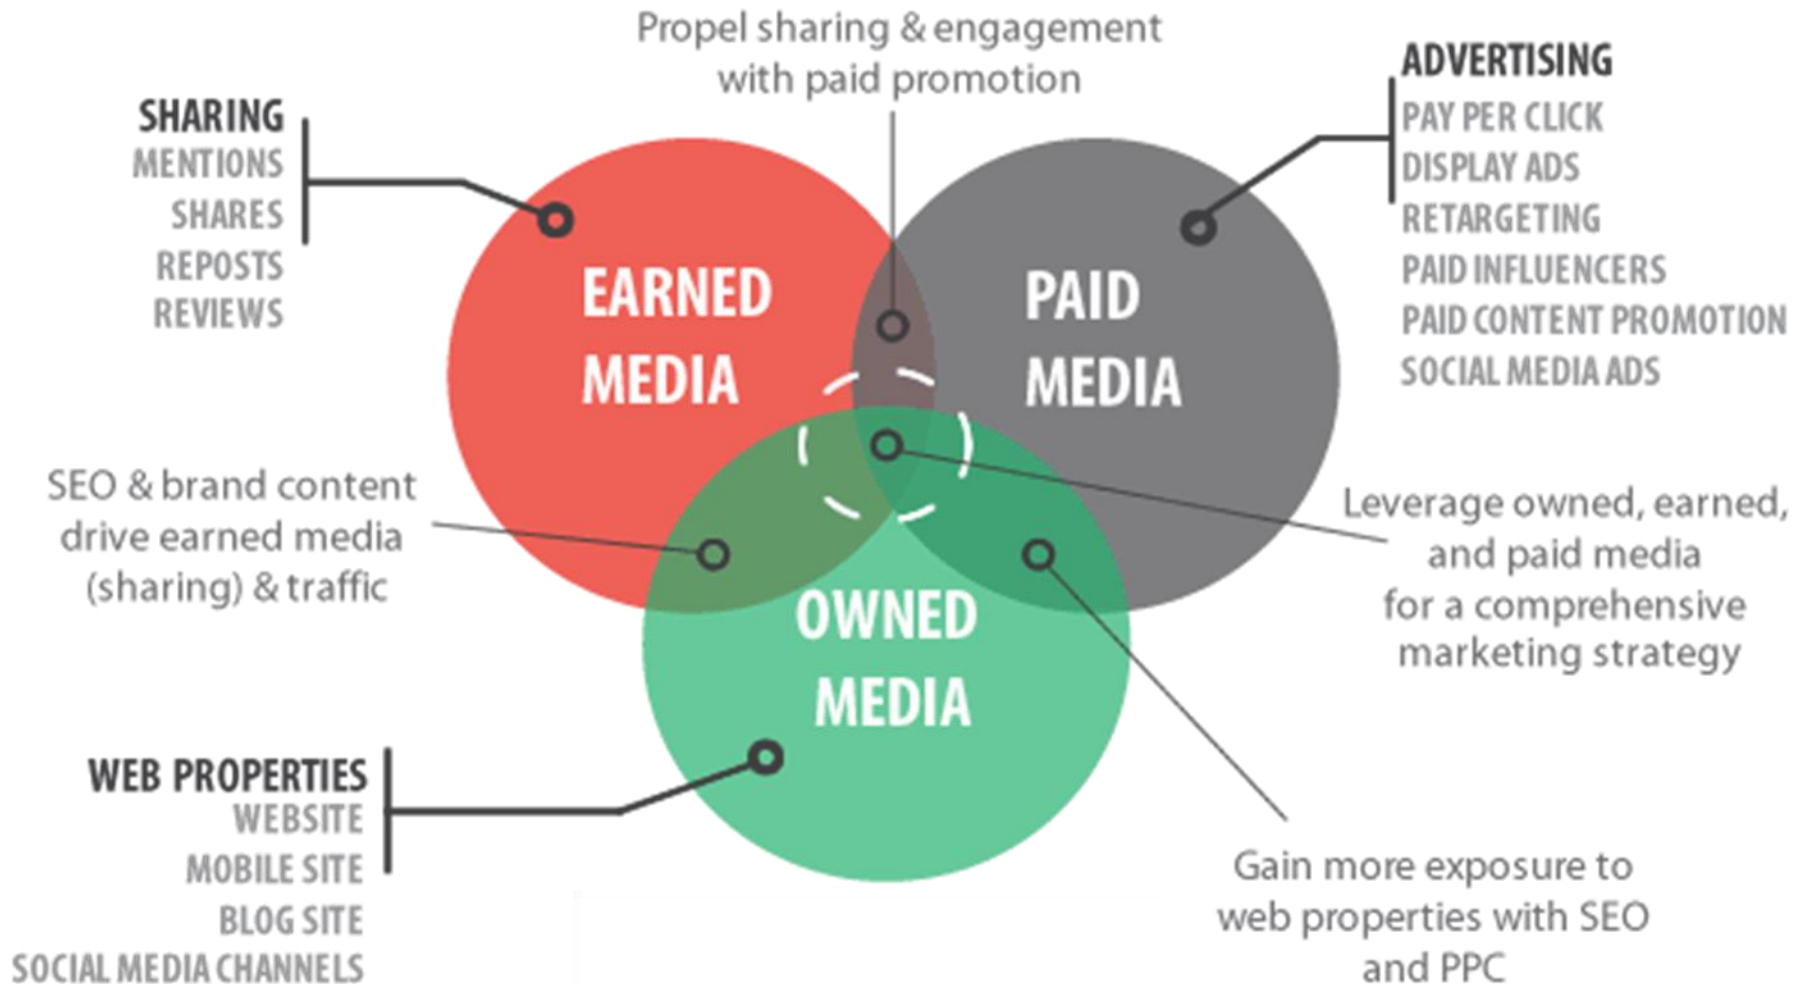 Propel sharing & engagement
with paid promotion
SHARING
MENTIONS
SHARES
REPOSTS
REVIEWS
ADVERTISING
PAY PER CLICK
DISPLAY ADS
RETARGETING
PAID INFLUENCERS
PAID CONTENT PROMOTION
SOCIAL MEDIA ADS
EARNED
MEDIA
PAID
MEDIA
SEO & brand content
drive earned media
(sharing) & traffic
Leverage owned, earned,
and paid media
for a comprehensive
marketing strategy
OWNED
MEDIA
WEB PROPERTIES
WEBSITE
MOBILE SITE
BLOG SITE
SOCIAL MEDIA CHANNELS
Gain more exposure to
web properties with SEO
and PPC